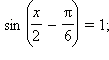 sin (x/2 − π/6) = 1;